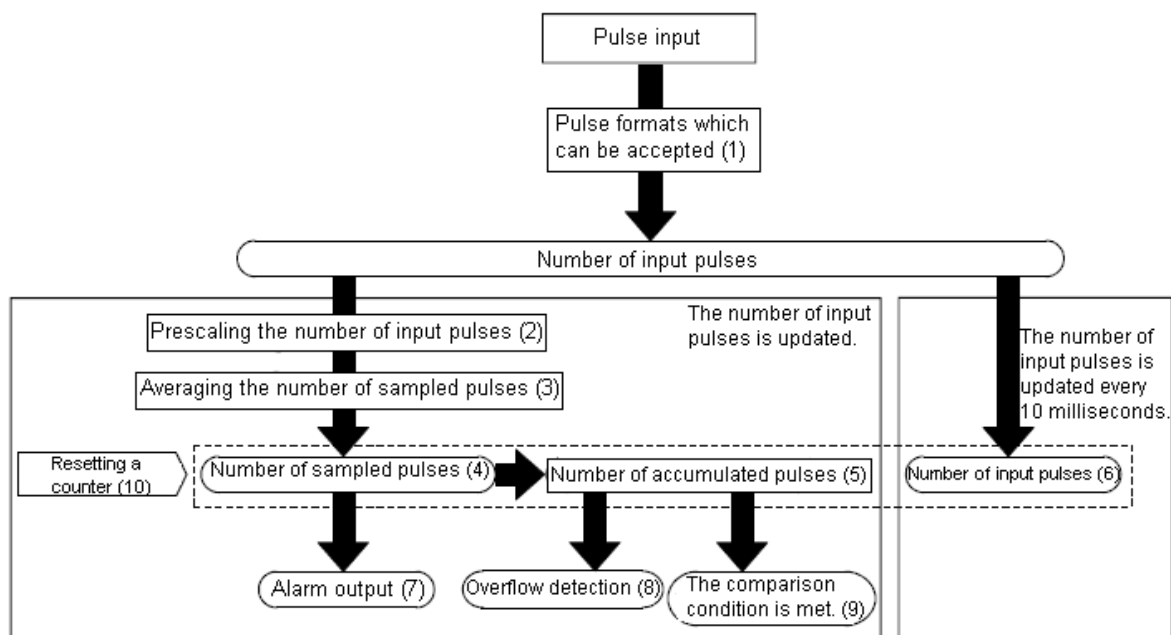 Pulse input
Pulse formats which
can be accepted (1)
Number of input pulses
The number of input
pulses is updated.
Prescaling the number of input pulses (2)
Averaging the number of sampled pulses (3)
The number of
input pulses is
updated every
10 milliseconds.
Resetting a
counter (10)
Number of sampled pulses (4)
Number of accumulated pulses (5)
Number of input pulses (6)
Alarm output (7)
Overflow detection (8)
The comparison
condition is met. (9)